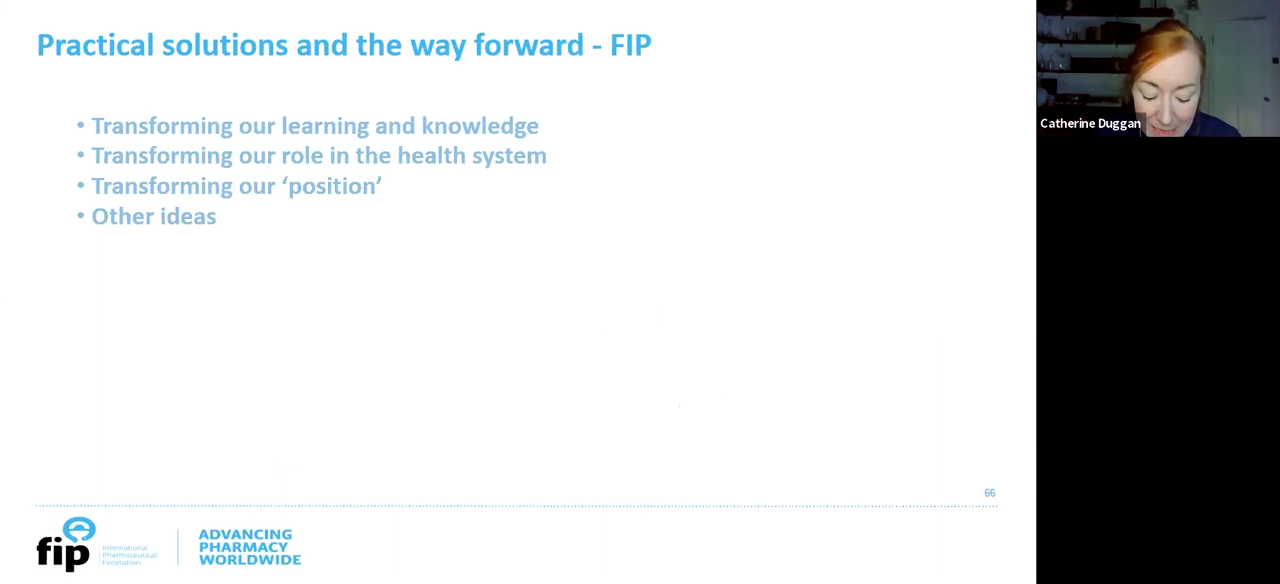 Practical solutions and the way forward - FIP
Catherine Duggan
• Transforming our learning and knowledge
• Transforming our role in the health system
• Transforming our ‘position’
• Other ideas
66
fip
International
Pharmaceutical
Federation
ADVANCING
PHARMACY
WORLDWIDE